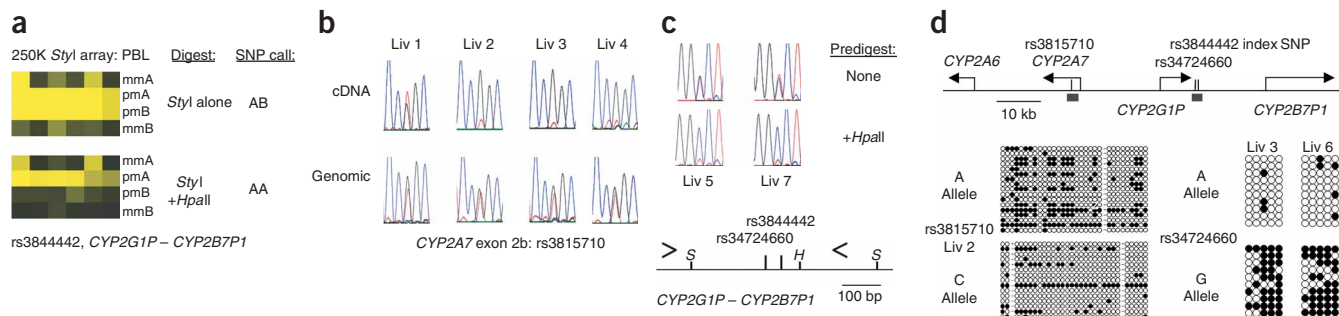 a
250K StyI array: PBL
Digest:
SNP call:
mmA
pmA
pmB
mmB
StyI alone
AB
mmA
pmA
pmB
mmB
StyI
+HpaII
AA
rs3844442, CYP2G1P – CYP2B7P1
b
Liv 1
Liv 2
Liv 3
Liv 4
cDNA
Genomic
CYP2A7 exon 2b: rs3815710
c
Predigest:
None
+HpaII
Liv 5
Liv 7
rs3844442
rs34724660
>
<
S
H
S
CYP2G1P – CYP2B7P1
100 bp
d
rs3815710
rs3844442 index SNP
CYP2A6
CYP2A7
rs34724660
10 kb
CYP2G1P
CYP2B7P1
Liv 3
Liv 6
A
Allele
A
Allele
rs3815710
rs34724660
Liv 2
C
Allele
G
Allele